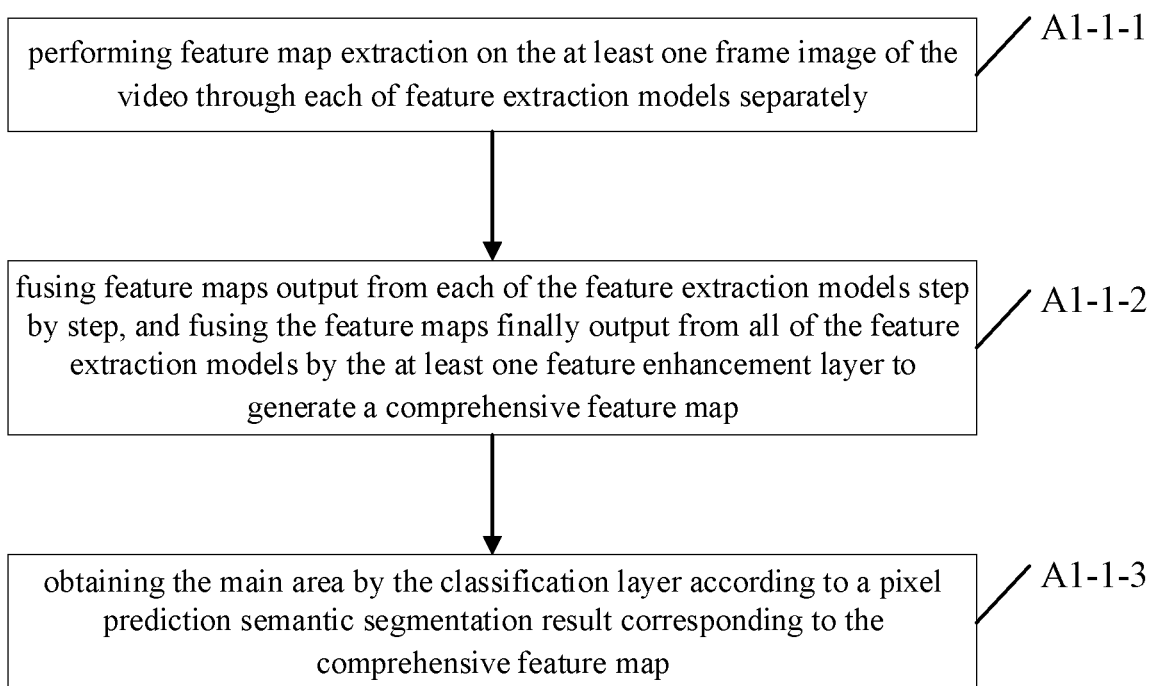 performing feature map extraction on the at least one frame image of the
video through each of feature extraction models separately
A1-1-1
fusing feature maps output from each of the feature extraction models step
by step, and fusing the feature maps finally output from all of the feature
extraction models by the at least one feature enhancement layer to
generate a comprehensive feature map
A1-1-2
obtaining the main area by the classification layer according to a pixel
prediction semantic segmentation result corresponding to the
comprehensive feature map
A1-1-3